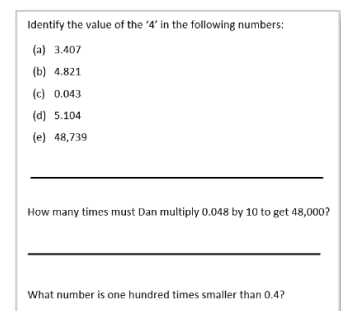 Identify the value of the ‘4’ in the following numbers:
(a) 3.407
(b) 4.821
(c) 0.043
(d) 5.104
(e) 48,739
How many times must Dan multiply 0.048 by 10 to get 48,000?
What number is one hundred times smaller than 0.4?